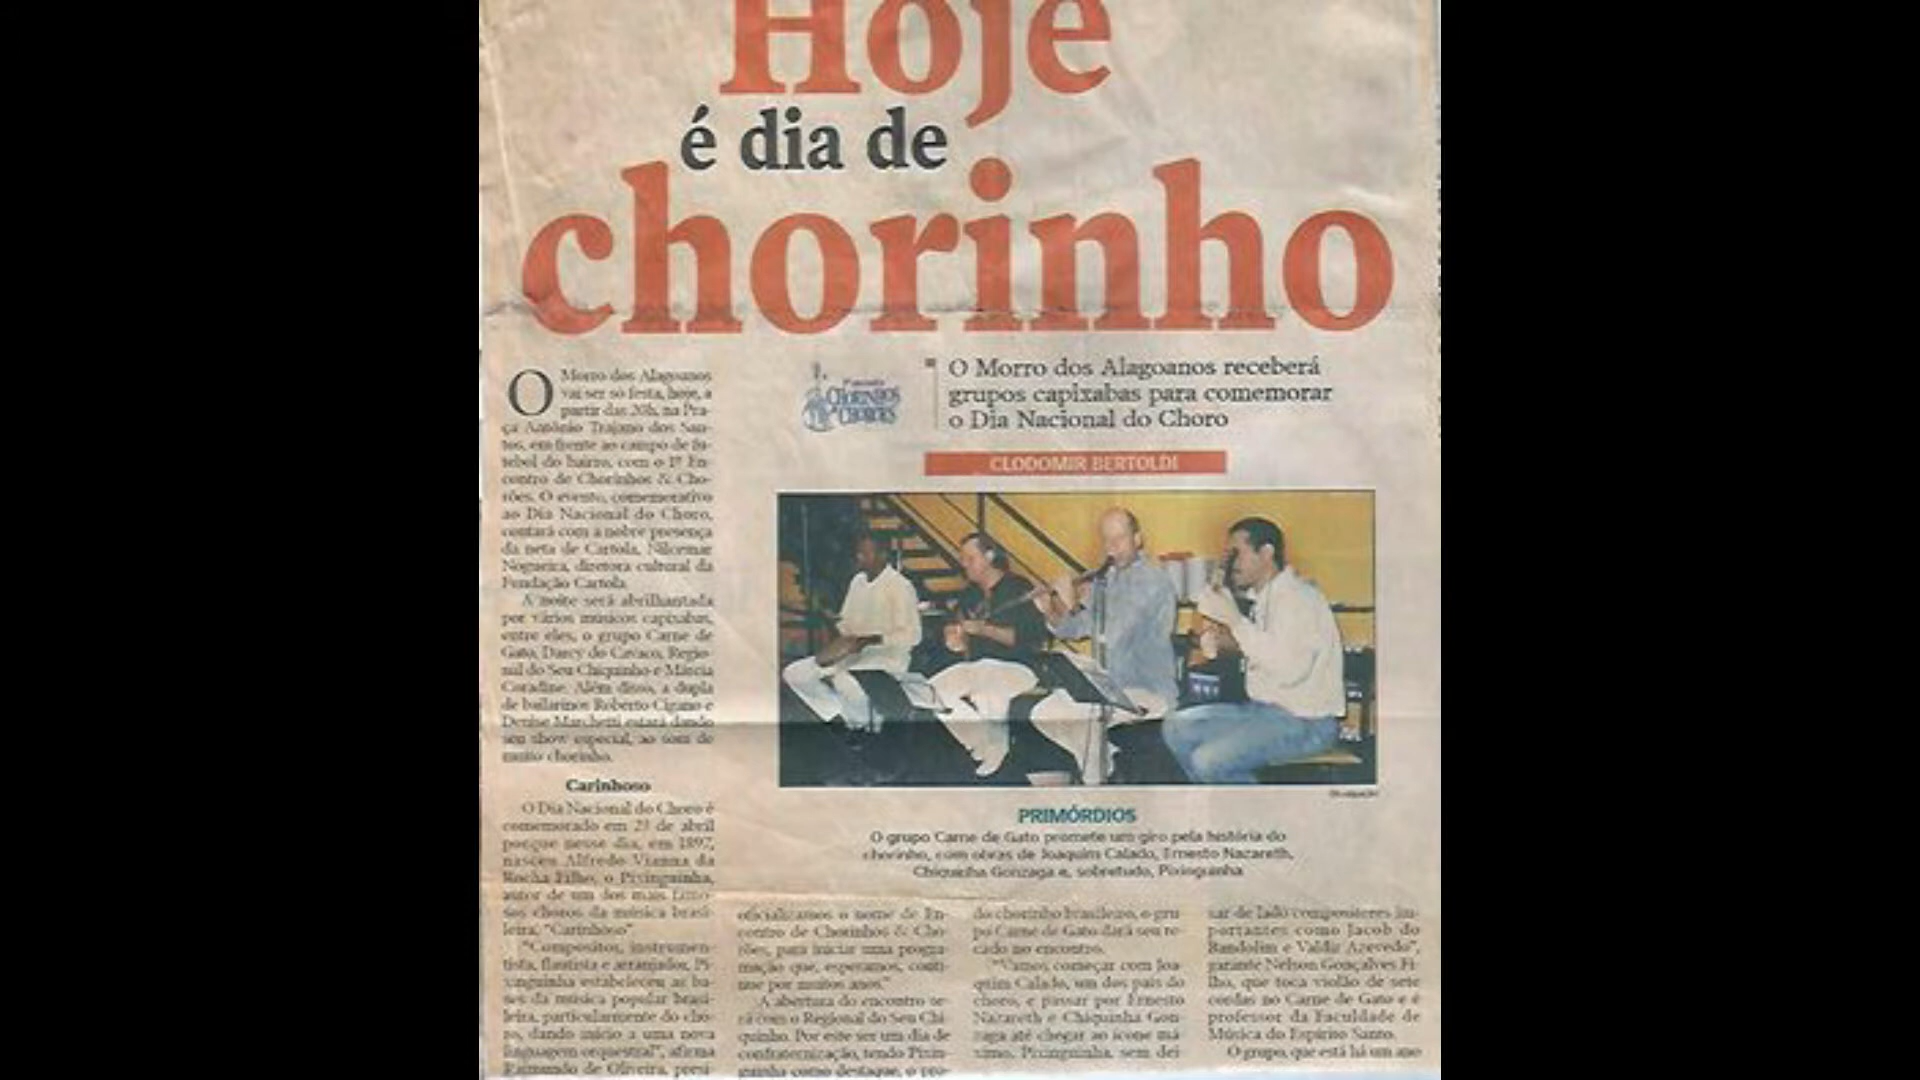 Hoje
é dia de
chorinho
O Morro dos Alagoanos receberá
grupos capixabas para comemorar
o Dia Nacional do Choro
CHORINHOS
& CHORÕES
CLODOMIR BERTOLDI
O Morro dos Alagoanos
vai ser só festa, hoje, a
partir das 20h, na Pra-
ça Antônio Trajano dos San-
tos, em frente ao campo de fu-
tebol do bairro, com o 1º En-
contro de Chorinhos & Cho-
rões. O evento, comemorativo
ao Dia Nacional do Choro,
contará com a nobre presença
da neta de Cartola, Nilcemar
Nogueira, diretora cultural da
Fundação Cartola.
A noite será abrilhantada
por vários músicos capixabas,
entre eles, o grupo Carne de
Gato, Darcy do Cavaco, Regio-
nal do Seu Chiquinho e Márcia
Coradine. Além disso, a dupla
de bailarinos Roberto Cigano e
Denise Marchetti estará dando
seu show especial, ao som de
muito chorinho.
Carinhoso
O Dia Nacional do Choro é
comemorado em 23 de abril
porque nesse dia, em 1897,
nasceu Alfredo Vianna da
Rocha Filho, o Pixinguinha,
autor de um dos mais famo-
sos choros da música brasi-
leira, "Carinhoso".
"Compositor, instrumen-
tista, flautista e arranjador, Pi-
xinguinha estabeleceu as ba-
ses da música popular brasi-
leira, particularmente do cho-
ro, dando início a uma nova
linguagem orquestral", afirma
Raimundo de Oliveira, presi-
PRIMÓRDIOS
O grupo Carne de Gato promete um giro pela história do
chorinho, com obras de Joaquim Calado, Ernesto Nazareth,
Chiquinha Gonzaga e, sobretudo, Pixinguinha
oficializamos o nome de En-
contro de Chorinhos & Cho-
rões, para iniciar uma progra-
mação que, esperamos, conti-
nue por muitos anos."
A abertura do encontro se-
rá com o Regional do Seu Chi-
quinho. Por este ser um dia de
confraternização, tendo Pixin-
guinha como destaque, o pro-
do chorinho brasileiro, o gru-
po Carne de Gato dará seu re-
cado no encontro.
"Vamos começar com Joa-
quim Calado, um dos pais do
choro, e passar por Ernesto
Nazareth e Chiquinha Gon-
zaga até chegar ao ícone má-
ximo, Pixinguinha, sem dei-
xar de lado compositores im-
portantes como Jacob do
Bandolim e Valdir Azevedo",
garante Nelson Gonçalves Fi-
lho, que toca violão de sete
cordas no Carne de Gato e é
professor da Faculdade de
Música do Espírito Santo.
O grupo, que está há um ano